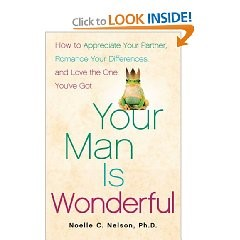 Click to LOOK INSIDE!
How to Appreciate Your Partner,
Romance Your Differences,
and Love the One
You've Got
Your
Man
Is
Wonderful
Noelle C. Nelson, Ph.D.